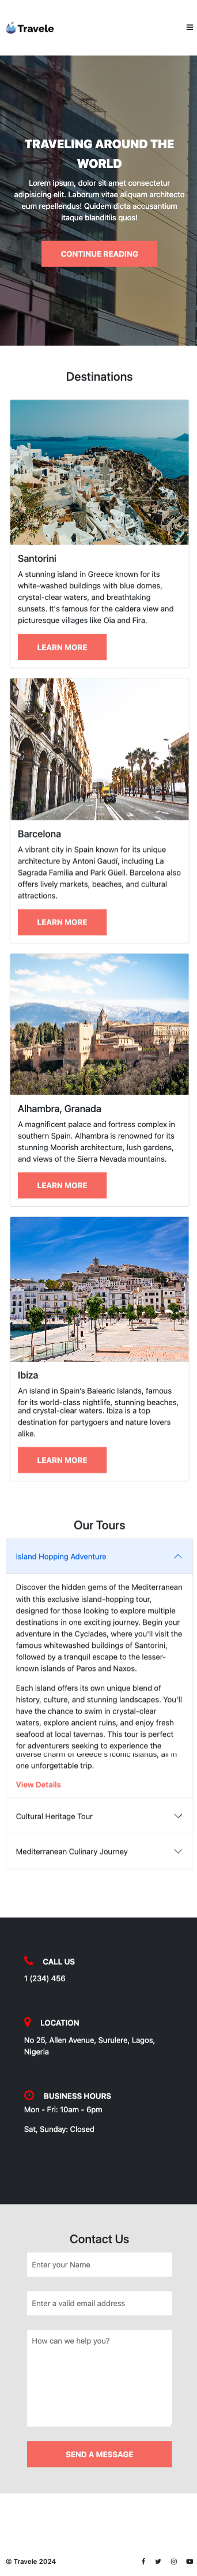 Travele
TRAVELING AROUND THE
WORLD
Lorem ipsum, dolor sit amet consectetur
adipisicing elit. Laborum vitae aliquam architecto
eum repellendus! Quidem dicta accusantium
itaque blanditiis quos!
CONTINUE READING
Destinations
Santorini
A stunning island in Greece known for its
white-washed buildings with blue domes,
crystal-clear waters, and breathtaking
sunsets. It's famous for the caldera view and
picturesque villages like Oia and Fira.
LEARN MORE
Barcelona
A vibrant city in Spain known for its unique
architecture by Antoni Gaudí, including La
Sagrada Familia and Park Güell. Barcelona also
offers lively markets, beaches, and cultural
attractions.
LEARN MORE
Alhambra, Granada
A magnificent palace and fortress complex in
southern Spain. Alhambra is renowned for its
stunning Moorish architecture, lush gardens,
and views of the Sierra Nevada mountains.
LEARN MORE
Ibiza
An island in Spain's Balearic Islands, famous
for its world-class nightlife, stunning beaches,
and crystal-clear waters. Ibiza is a top
destination for partygoers and nature lovers
alike.
LEARN MORE
Our Tours
Island Hopping Adventure
Discover the hidden gems of the Mediterranean
with this exclusive island-hopping tour,
designed for those looking to explore multiple
destinations in one exciting journey. Begin your
adventure in the Cyclades, where you'll visit the
famous whitewashed buildings of Santorini,
followed by a tranquil escape to the lesser-
known islands of Paros and Naxos.
Each island offers its own unique blend of
history, culture, and stunning landscapes. You'll
have the chance to swim in crystal-clear
waters, explore ancient ruins, and enjoy fresh
seafood at local tavernas. This tour is perfect
for adventurers seeking to experience the
diverse charm of Greece's iconic islands, all in
one unforgettable trip.
View Details
Cultural Heritage Tour
Mediterranean Culinary Journey
CALL US
1 (234) 456
LOCATION
No 25, Allen Avenue, Surulere, Lagos,
Nigeria
BUSINESS HOURS
Mon - Fri: 10am - 6pm
Sat, Sunday: Closed
Contact Us
Enter your Name
Enter a valid email address
How can we help you?
SEND A MESSAGE
© Travele 2024